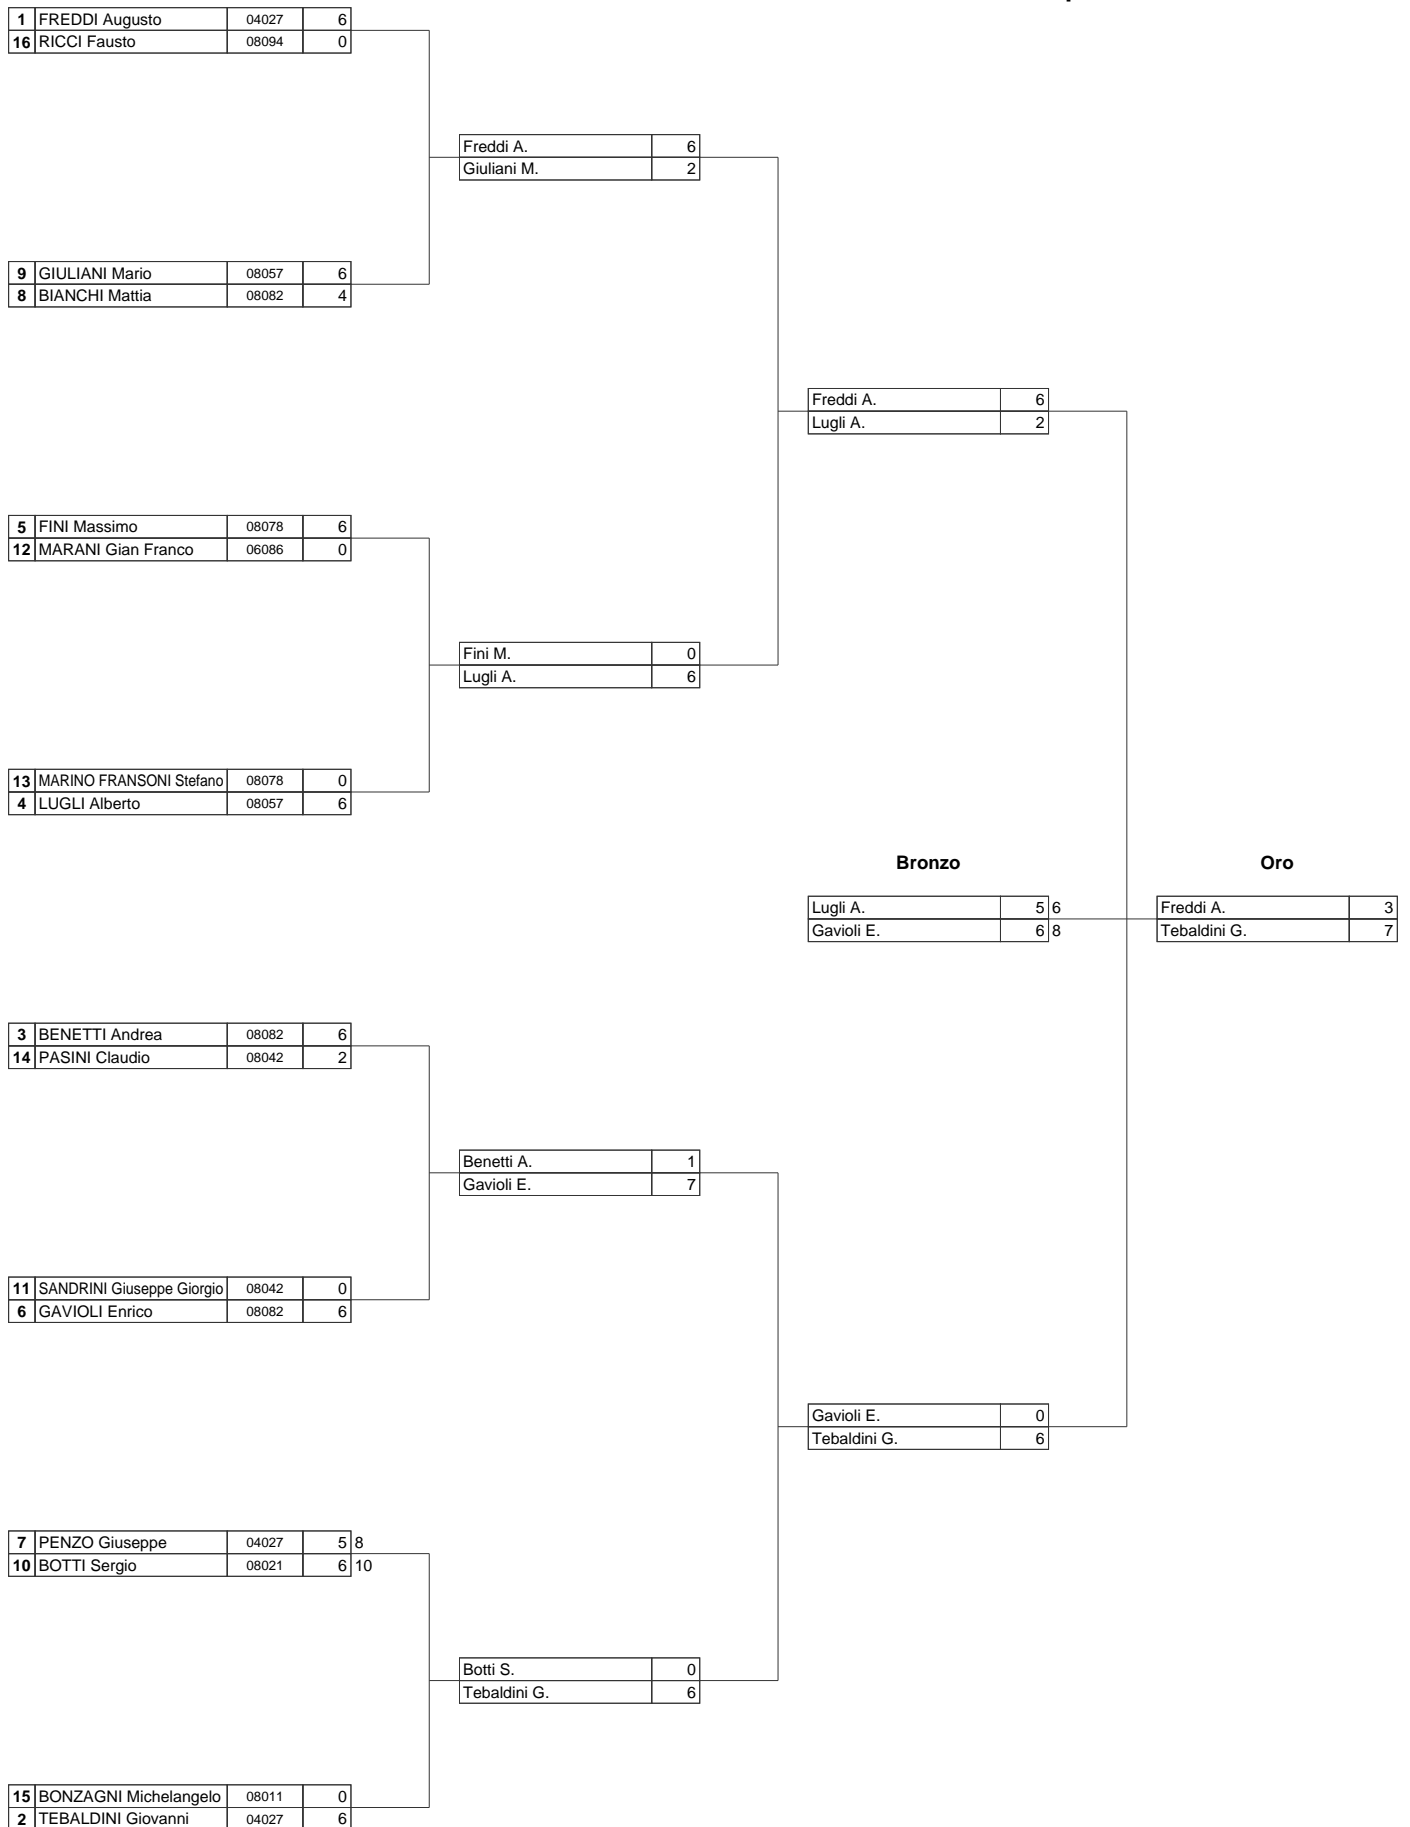 1 FREDDI Augusto 04027 6
16 RICCI Fausto 08094 0
Freddi A. 6
Giuliani M. 2
9 GIULIANI Mario 08057 6
8 BIANCHI Mattia 08082 4
Freddi A. 6
Lugli A. 2
5 FINI Massimo 08078 6
12 MARANI Gian Franco 06086 0
Fini M. 0
Lugli A. 6
13 MARINO FRANSONI Stefano 08078 0
4 LUGLI Alberto 08057 6
Bronzo Oro
Lugli A. 5 6 Freddi A. 3
Gavioli E. 6 8 Tebaldini G. 7
3 BENETTI Andrea 08082 6
14 PASINI Claudio 08042 2
Benetti A. 1
Gavioli E. 7
11 SANDRINI Giuseppe Giorgio 08042 0
6 GAVIOLI Enrico 08082 6
Gavioli E. 0
Tebaldini G. 6
7 PENZO Giuseppe 04027 5 8
10 BOTTI Sergio 08021 6 10
Botti S. 0
Tebaldini G. 6
15 BONZAGNI Michelangelo 08011 0
2 TEBALDINI Giovanni 04027 6